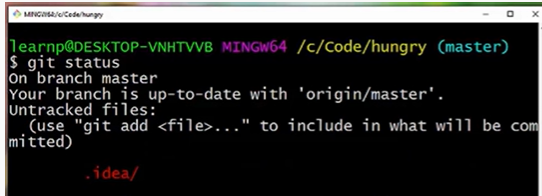 MINGW64:/c/Code/hungry
learnp@DESKTOP-VNHTVVB MINGW64 /c/Code/hungry (master)
$ git status
On branch master
Your branch is up-to-date with 'origin/master'.
Untracked files:
(use "git add <file>..." to include in what will be com
mitted)
.idea/